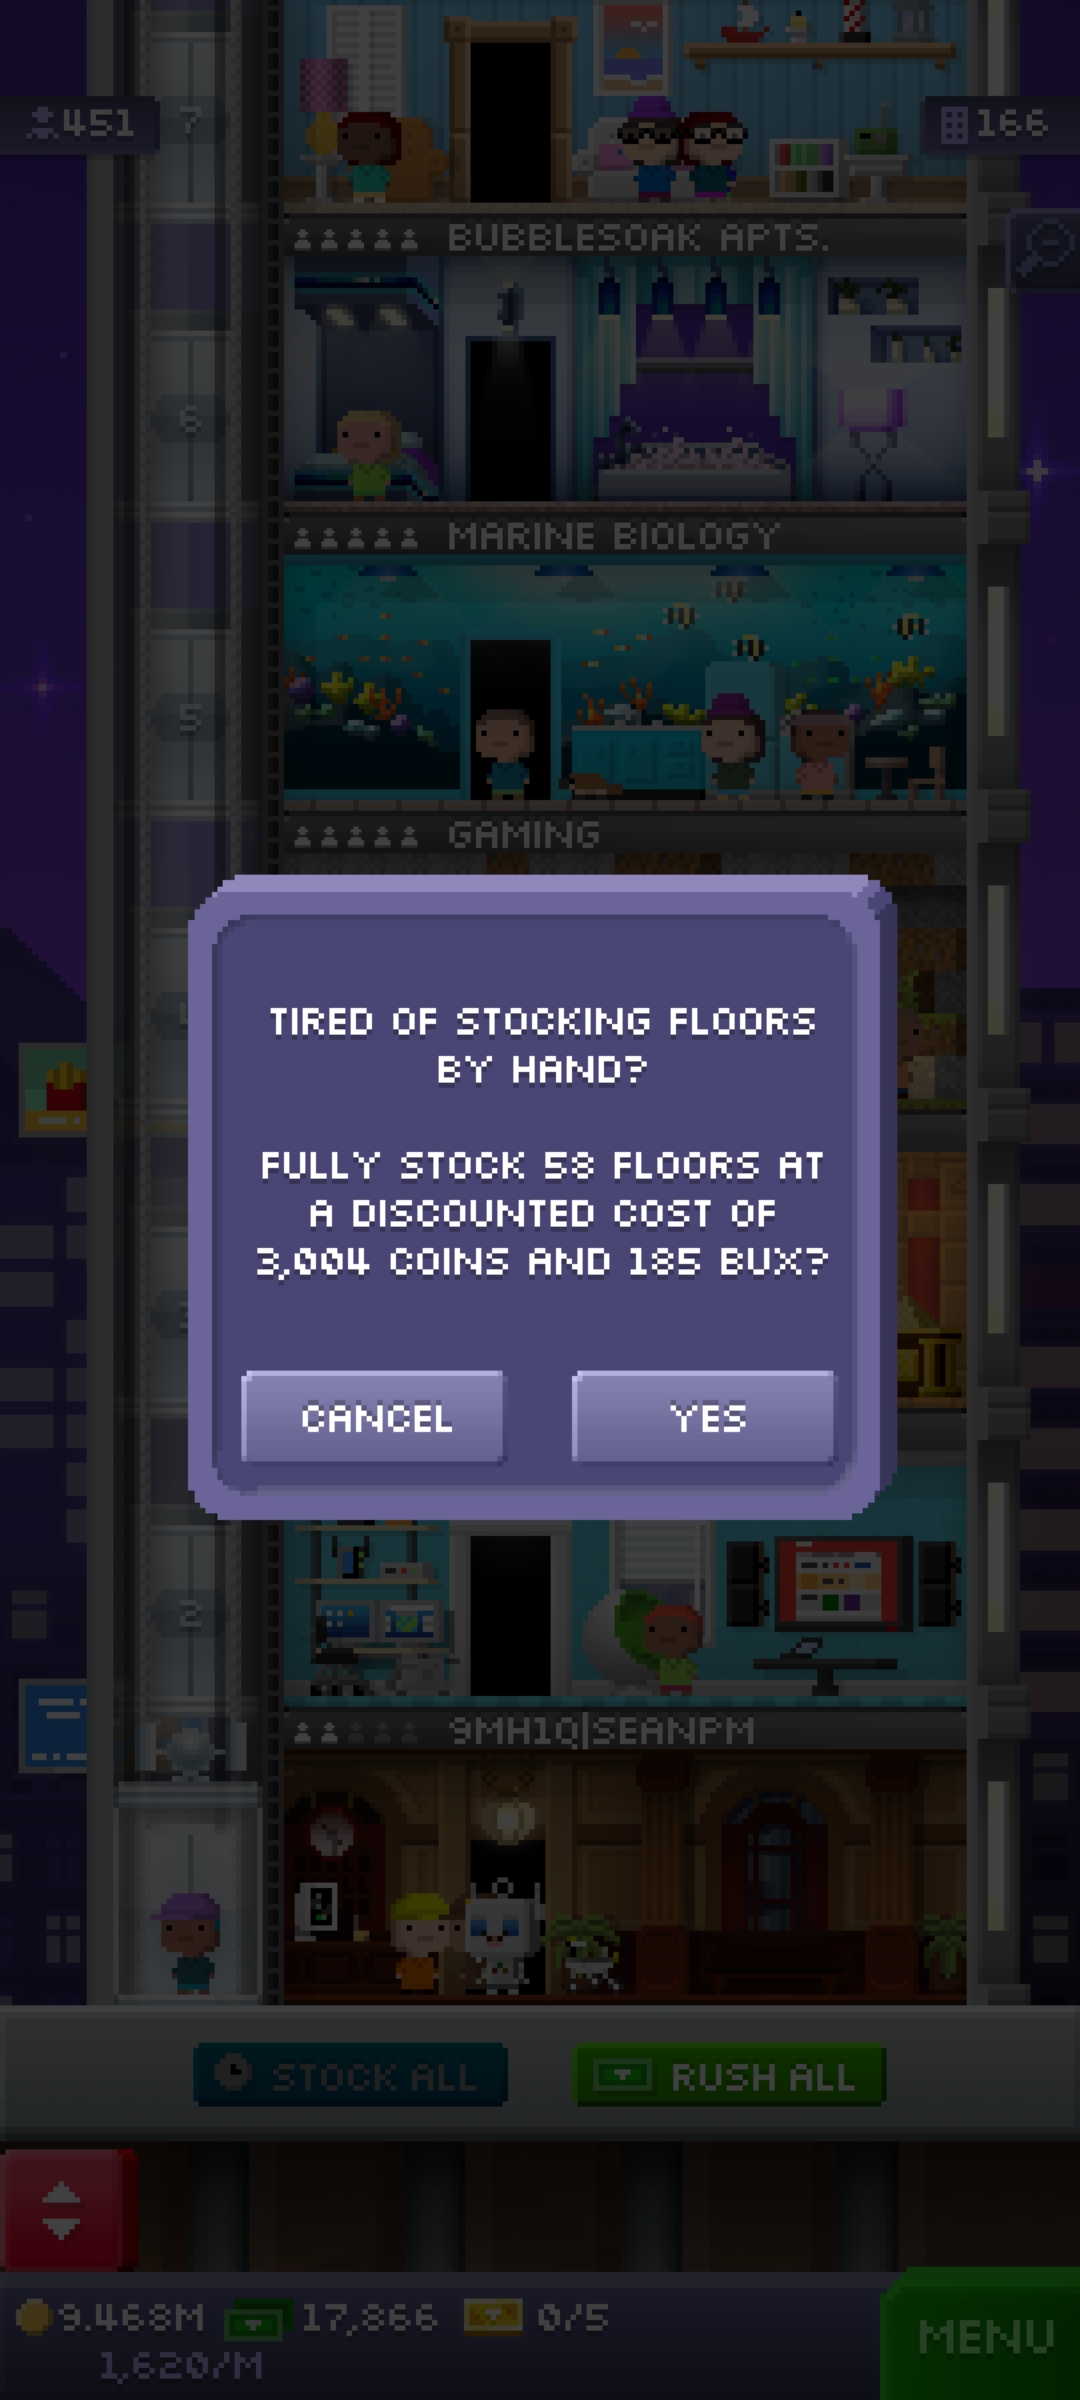 451
7
166
BUBBLESOAK APTS.
6
MARINE BIOLOGY
5
GAMING
TIRED OF STOCKING FLOORS
BY HAND?
FULLY STOCK 58 FLOORS AT
A DISCOUNTED COST OF
3,004 COINS AND 185 BUX?
CANCEL
YES
2
9MH1Q|SEANPM
STOCK ALL
RUSH ALL
9.468M
17,866
0/5
1,620/M
MENU